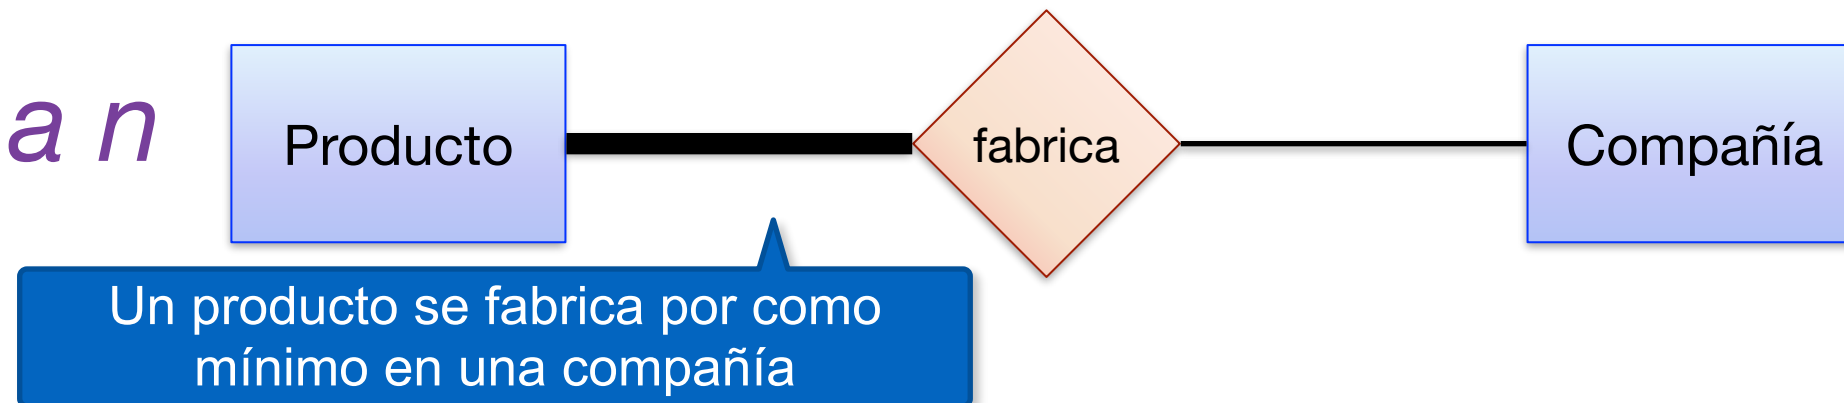 a n
Producto
fabrica
Compañía
Un producto se fabrica por como
mínimo en una compañía